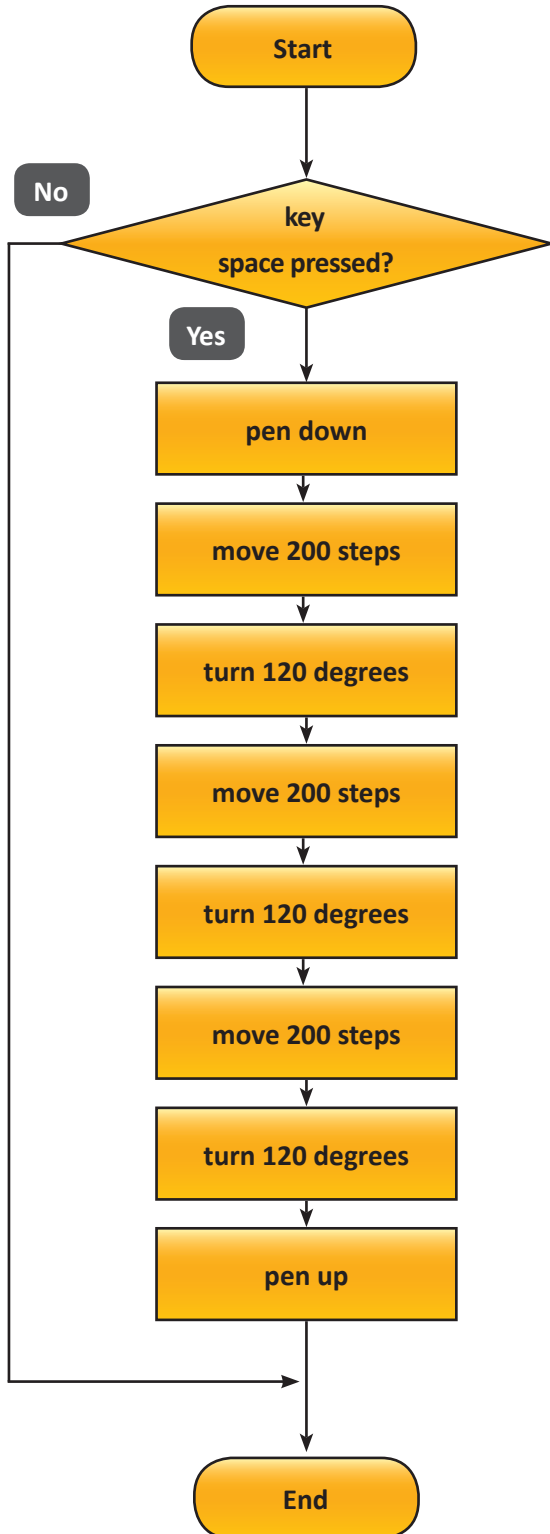 Start
No
key
space pressed?
Yes
pen down
move 200 steps
turn 120 degrees
move 200 steps
turn 120 degrees
move 200 steps
turn 120 degrees
pen up
End